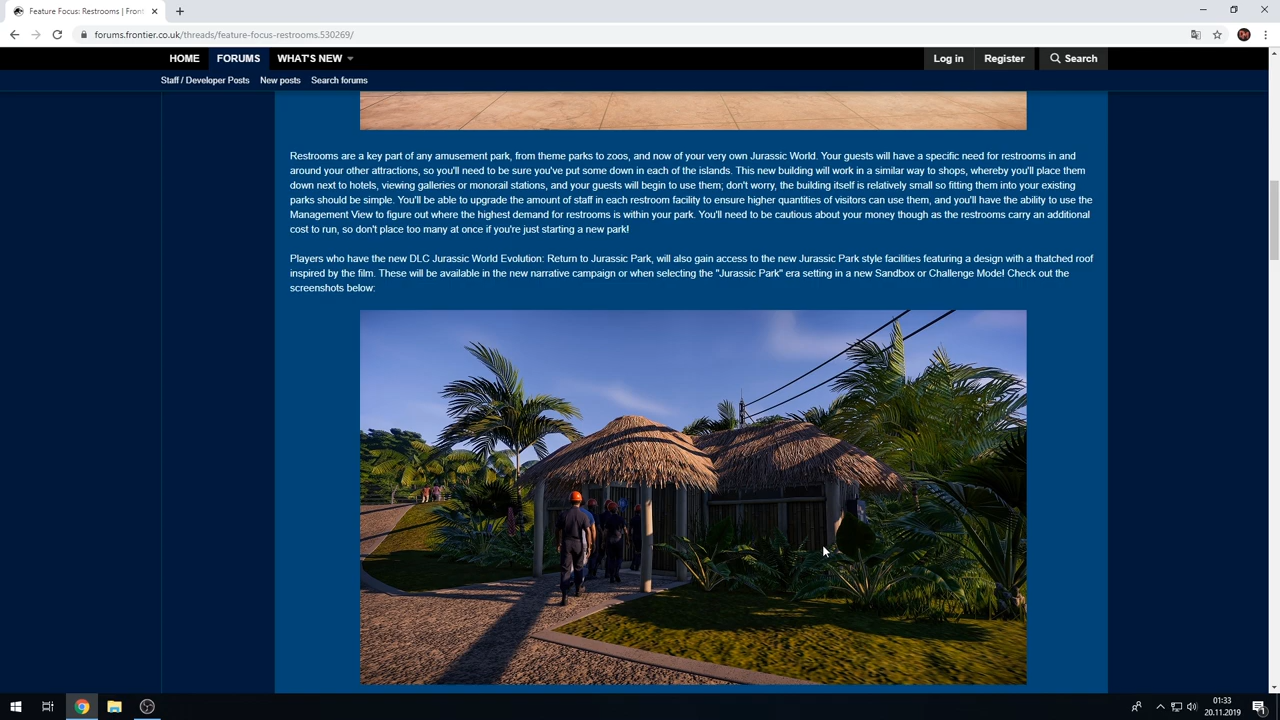 Feature Focus: Restrooms | Front
forums.frontier.co.uk/threads/feature-focus-restrooms.530269/
HOME FORUMS WHAT'S NEW Log in Register Search
Staff / Developer Posts New posts Search forums
Restrooms are a key part of any amusement park, from theme parks to zoos, and now of your very own Jurassic World. Your guests will have a specific need for restrooms in and
around your other attractions, so you'll need to be sure you've put some down in each of the islands. This new building will work in a similar way to shops, whereby you'll place them
down next to hotels, viewing galleries or monorail stations, and your guests will begin to use them; don't worry, the building itself is relatively small so fitting them into your existing
parks should be simple. You'll be able to upgrade the amount of staff in each restroom facility to ensure higher quantities of visitors can use them, and you'll have the ability to use the
Management View to figure out where the highest demand for restrooms is within your park. You'll need to be cautious about your money though as the restrooms carry an additional
cost to run, so don't place too many at once if you're just starting a new park!
Players who have the new DLC Jurassic World Evolution: Return to Jurassic Park, will also gain access to the new Jurassic Park style facilities featuring a design with a thatched roof
inspired by the film. These will be available in the new narrative campaign or when selecting the "Jurassic Park" era setting in a new Sandbox or Challenge Mode! Check out the
screenshots below:
01:33
20.11.2019
1